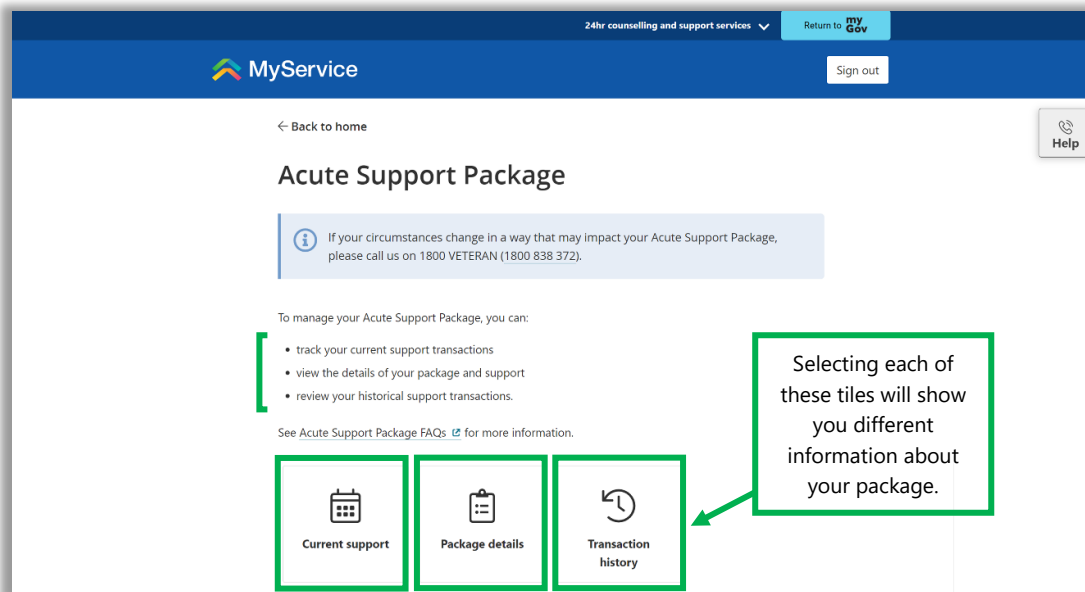 24hr counselling and support services
Return to myGov
MyService
Sign out
← Back to home
Help
Acute Support Package
If your circumstances change in a way that may impact your Acute Support Package,
please call us on 1800 VETERAN (1800 838 372).
To manage your Acute Support Package, you can:
• track your current support transactions
• view the details of your package and support
• review your historical support transactions.
See Acute Support Package FAQs for more information.
Selecting each of
these tiles will show
you different
information about
your package.
Current support
Package details
Transaction
history